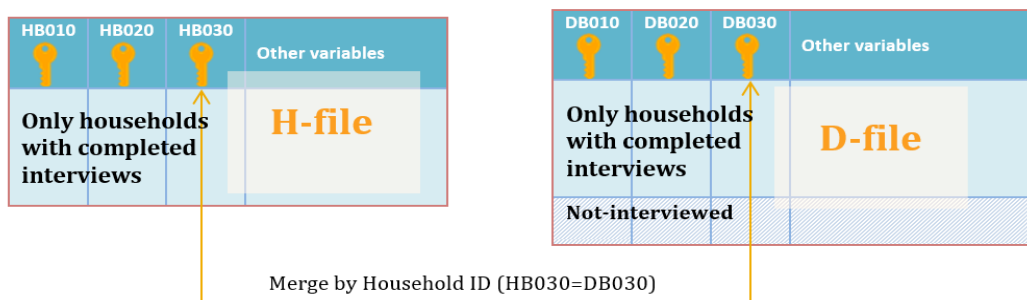 HB010 HB020 HB030 Other variables
Only households
with completed
interviews
H-file
DB010 DB020 DB030 Other variables
Only households
with completed
interviews
D-file
Not-interviewed
Merge by Household ID (HB030=DB030)